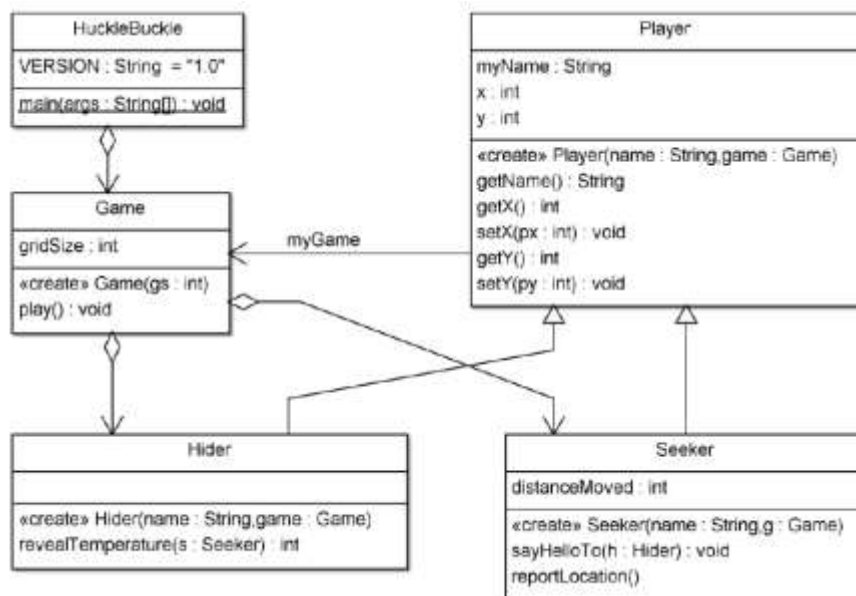 HuckleBuckle
VERSION : String = "1.0"
main(args : String[]) : void
Player
myName : String
x : int
y : int
«create» Player(name : String,game : Game)
getName() : String
getX() : int
setX(px : int) : void
getY() : int
setY(py : int) : void
Game
gridSize : int
«create» Game(gs : int)
play() : void
myGame
Hider
«create» Hider(name : String,game : Game)
revealTemperature(s : Seeker) : int
Seeker
distanceMoved : int
«create» Seeker(name : String,g : Game)
sayHelloTo(h : Hider) : void
reportLocation()